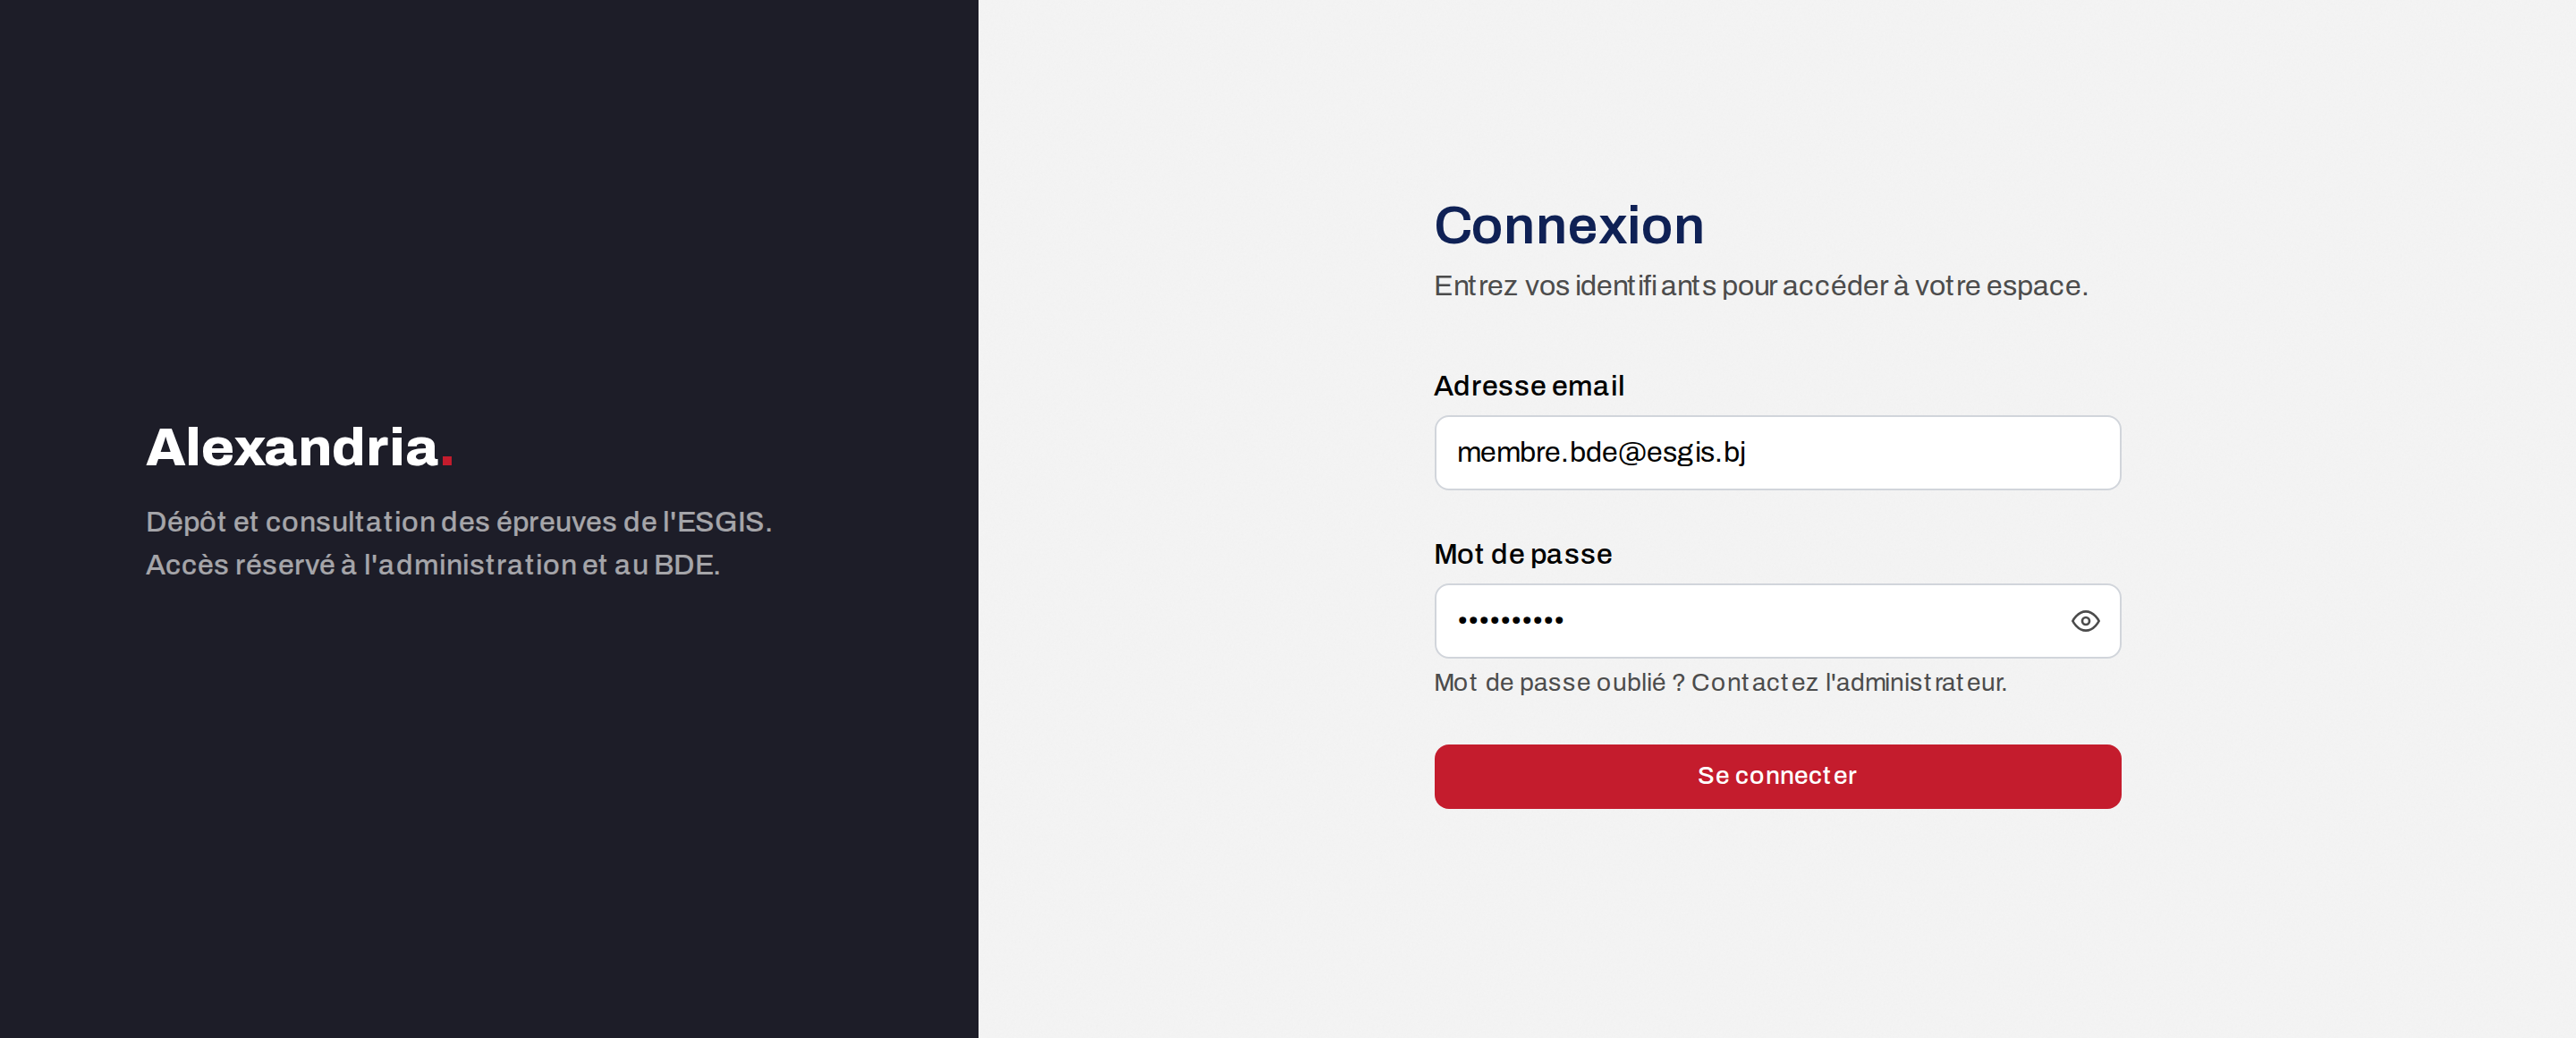 Alexandria.
Dépôt et consultation des épreuves de l'ESGIS.
Accès réservé à l'administration et au BDE.
Connexion
Entrez vos identifiants pour accéder à votre espace.
Adresse email
membre.bde@esgis.bj
Mot de passe
••••••••••
Mot de passe oublié ? Contactez l'administrateur.
Se connecter